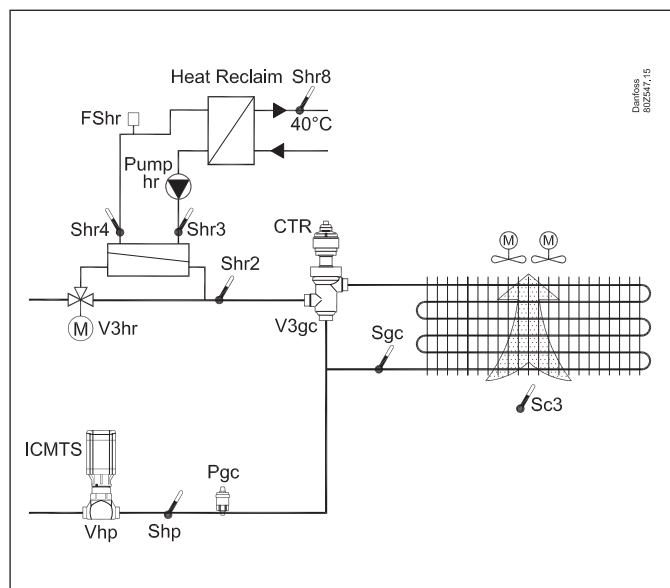 Heat Reclaim
Shr8
FShr
40°C
Pump
hr
Shr4
Shr3
CTR
Shr2
M
V3hr
V3gc
M
M
Sgc
Sc3
ICMTS
Pgc
Vhp
Shp
Danfoss
80Z547.15